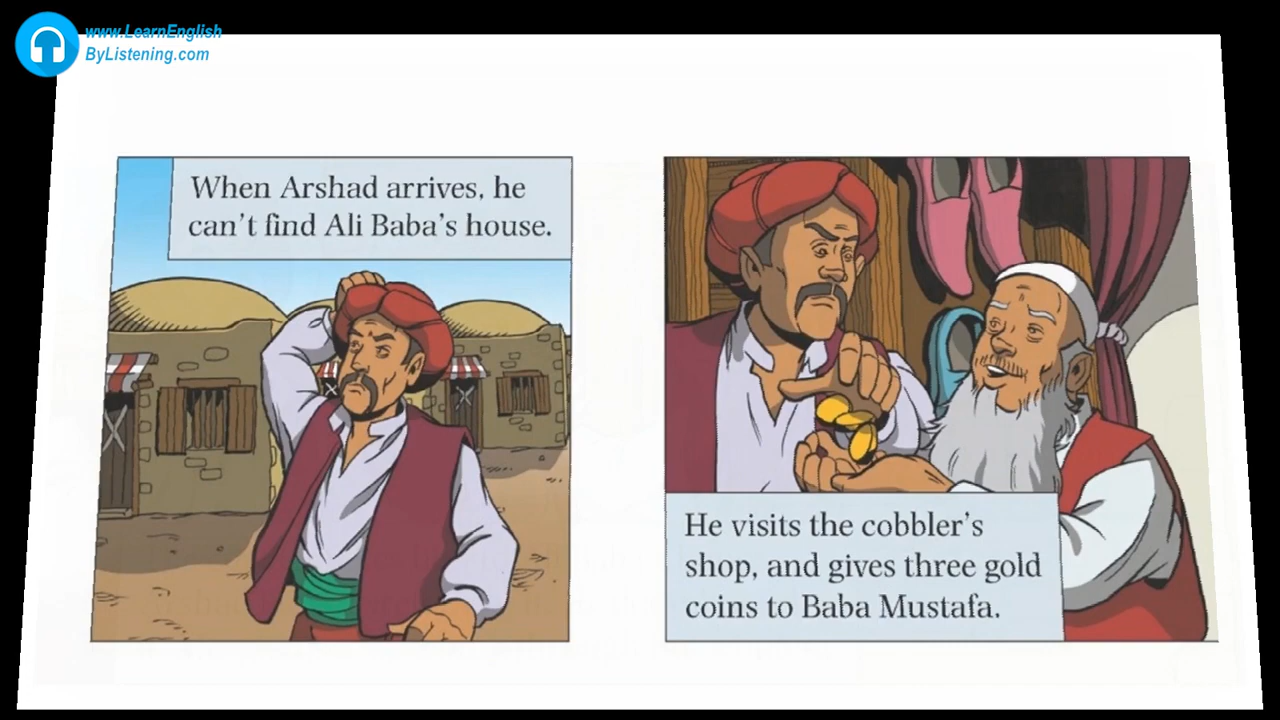 www.LearnEnglish
ByListening.com
When Arshad arrives, he
can't find Ali Baba's house.
He visits the cobbler's
shop, and gives three gold
coins to Baba Mustafa.